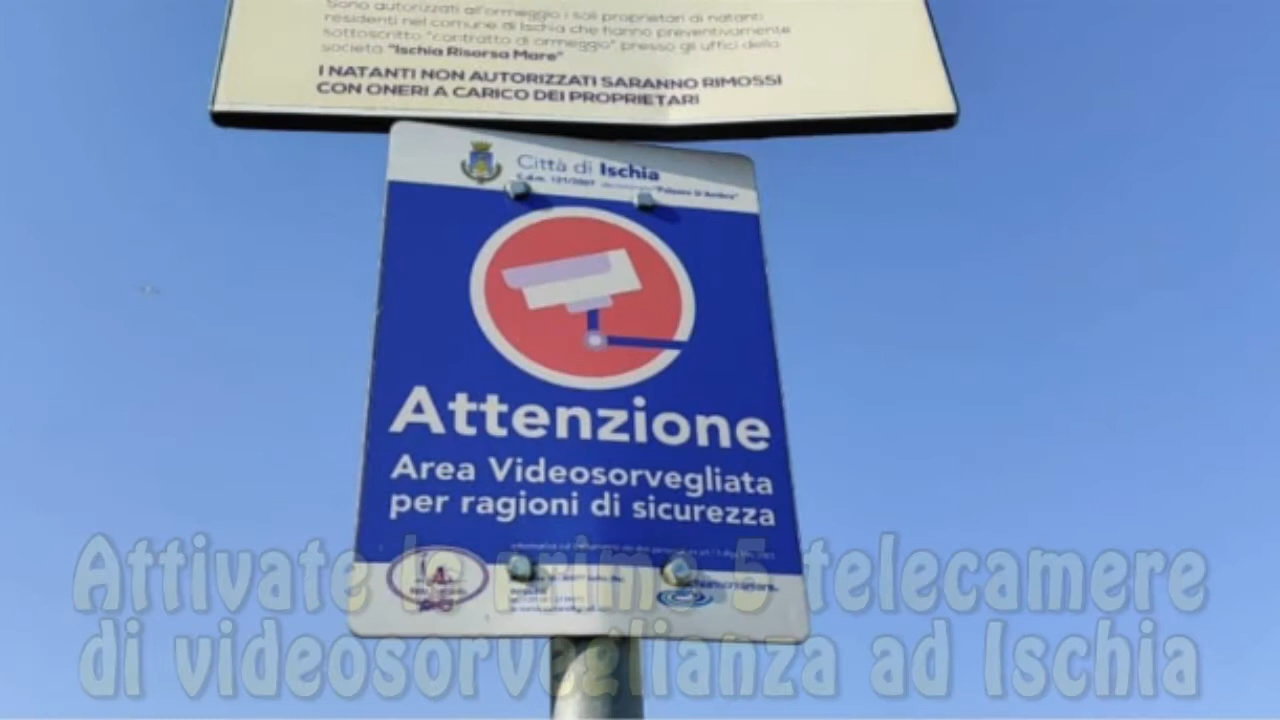 Sono autorizzati all'ormeggio i soli proprietari di natanti
residenti nel comune di Ischia che hanno preventivamente
sottoscritto "contratto di ormeggio" presso gli uffici della
società "Ischia Risorsa Mare"
I NATANTI NON AUTORIZZATI SARANNO RIMOSSI
CON ONERI A CARICO DEI PROPRIETARI
Città di Ischia
Attenzione
Area Videosorvegliata
per ragioni di sicurezza
Attivate le prime 5 telecamere
di videosorveglianza ad Ischia